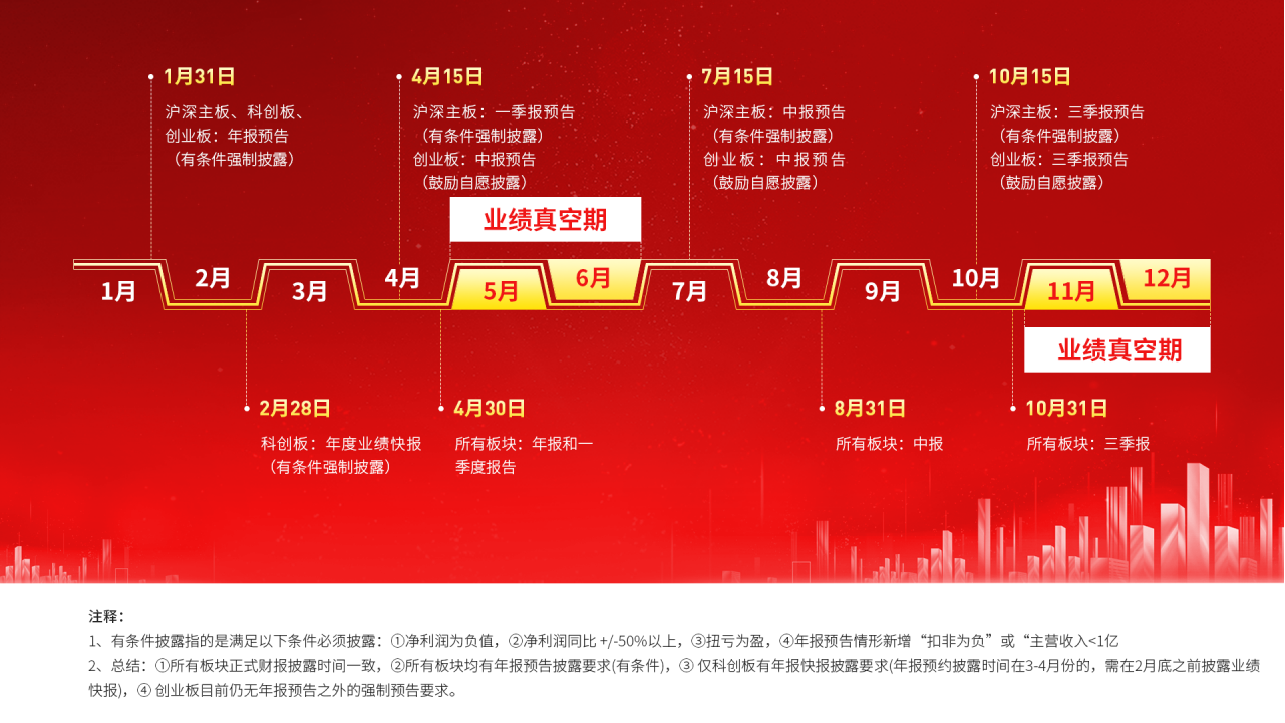 1月31日
沪深主板、科创板、
创业板：年报预告
（有条件强制披露）
4月15日
沪深主板：一季报预告
（有条件强制披露）
创业板：中报预告
（鼓励自愿披露）
7月15日
沪深主板：中报预告
（有条件强制披露）
创业板：中报预告
（鼓励自愿披露）
10月15日
沪深主板：三季报预告
（有条件强制披露）
创业板：三季报预告
（鼓励自愿披露）
业绩真空期
1月
2月
3月
4月
5月
6月
7月
8月
9月
10月
11月
12月
业绩真空期
2月28日
科创板：年度业绩快报
（有条件强制披露）
4月30日
所有板块：年报和一
季度报告
8月31日
所有板块：中报
10月31日
所有板块：三季报
注释：
1、有条件披露指的是满足以下条件必须披露：①净利润为负值，②净利润同比 +/-50%以上，③扭亏为盈，④年报预告情形新增“扣非为负”或“主营收入<1亿
2、总结：①所有板块正式财报披露时间一致，②所有板块均有年报预告披露要求(有条件)，③ 仅科创板有年报快报披露要求(年报预约披露时间在3-4月份的，需在2月底之前披露业绩
快报)，④ 创业板目前仍无年报预告之外的强制预告要求。